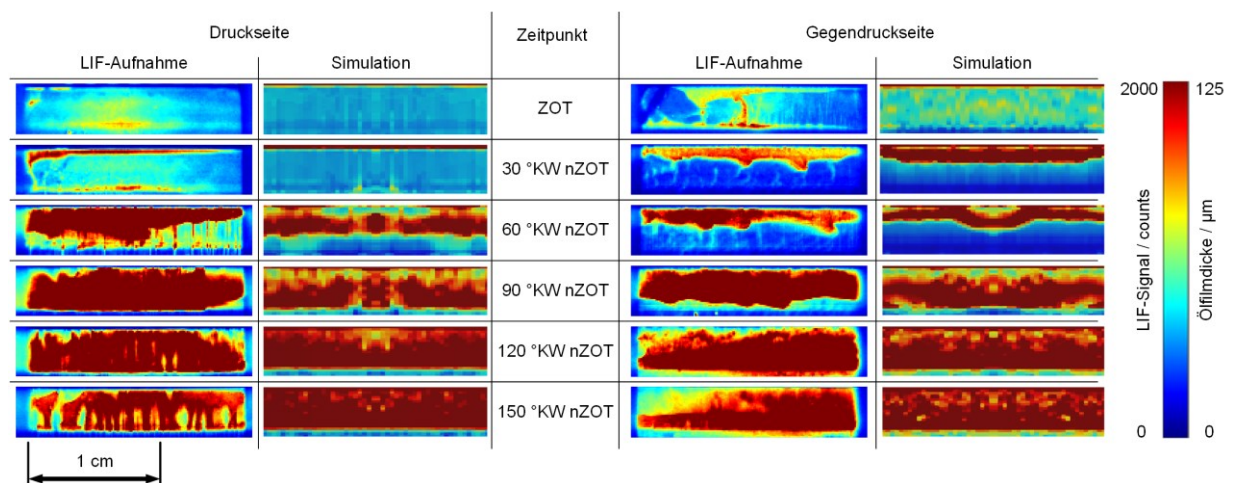 Druckseite
Zeitpunkt
Gegendruckseite
LIF-Aufnahme
Simulation
LIF-Aufnahme
Simulation
ZOT
30 °KW nZOT
60 °KW nZOT
90 °KW nZOT
120 °KW nZOT
150 °KW nZOT
2000
125
LIF-Signal / counts
Ölfilmdicke / µm
0
0
1 cm